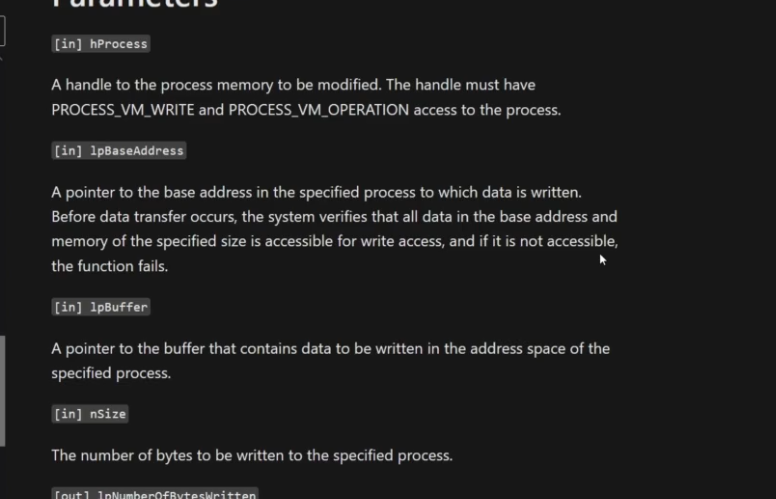 Parameters
[in] hProcess
A handle to the process memory to be modified. The handle must have
PROCESS_VM_WRITE and PROCESS_VM_OPERATION access to the process.
[in] lpBaseAddress
A pointer to the base address in the specified process to which data is written.
Before data transfer occurs, the system verifies that all data in the base address and
memory of the specified size is accessible for write access, and if it is not accessible,
the function fails.
[in] lpBuffer
A pointer to the buffer that contains data to be written in the address space of the
specified process.
[in] nSize
The number of bytes to be written to the specified process.
[out] lpNumberOfBytesWritten